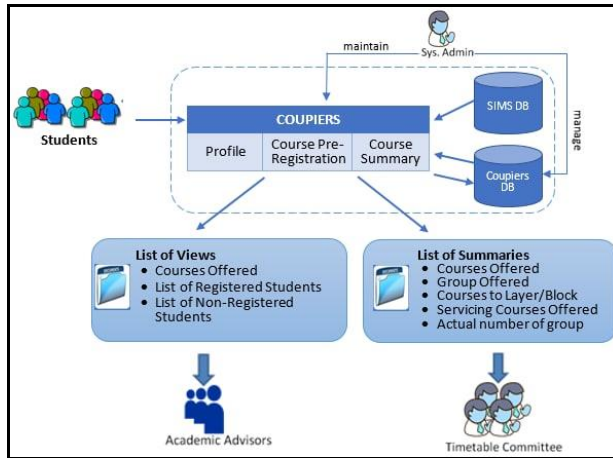 maintain
Sys. Admin
manage
Students
COUPIERS
Profile
Course Pre-
Registration
Course
Summary
SIMS DB
Coupiers
DB
List of Views
• Courses Offered
• List of Registered Students
• List of Non-Registered
Students
List of Summaries
• Courses Offered
• Group Offered
• Courses to Layer/Block
• Servicing Courses Offered
• Actual number of group
Academic Advisors
Timetable Committee